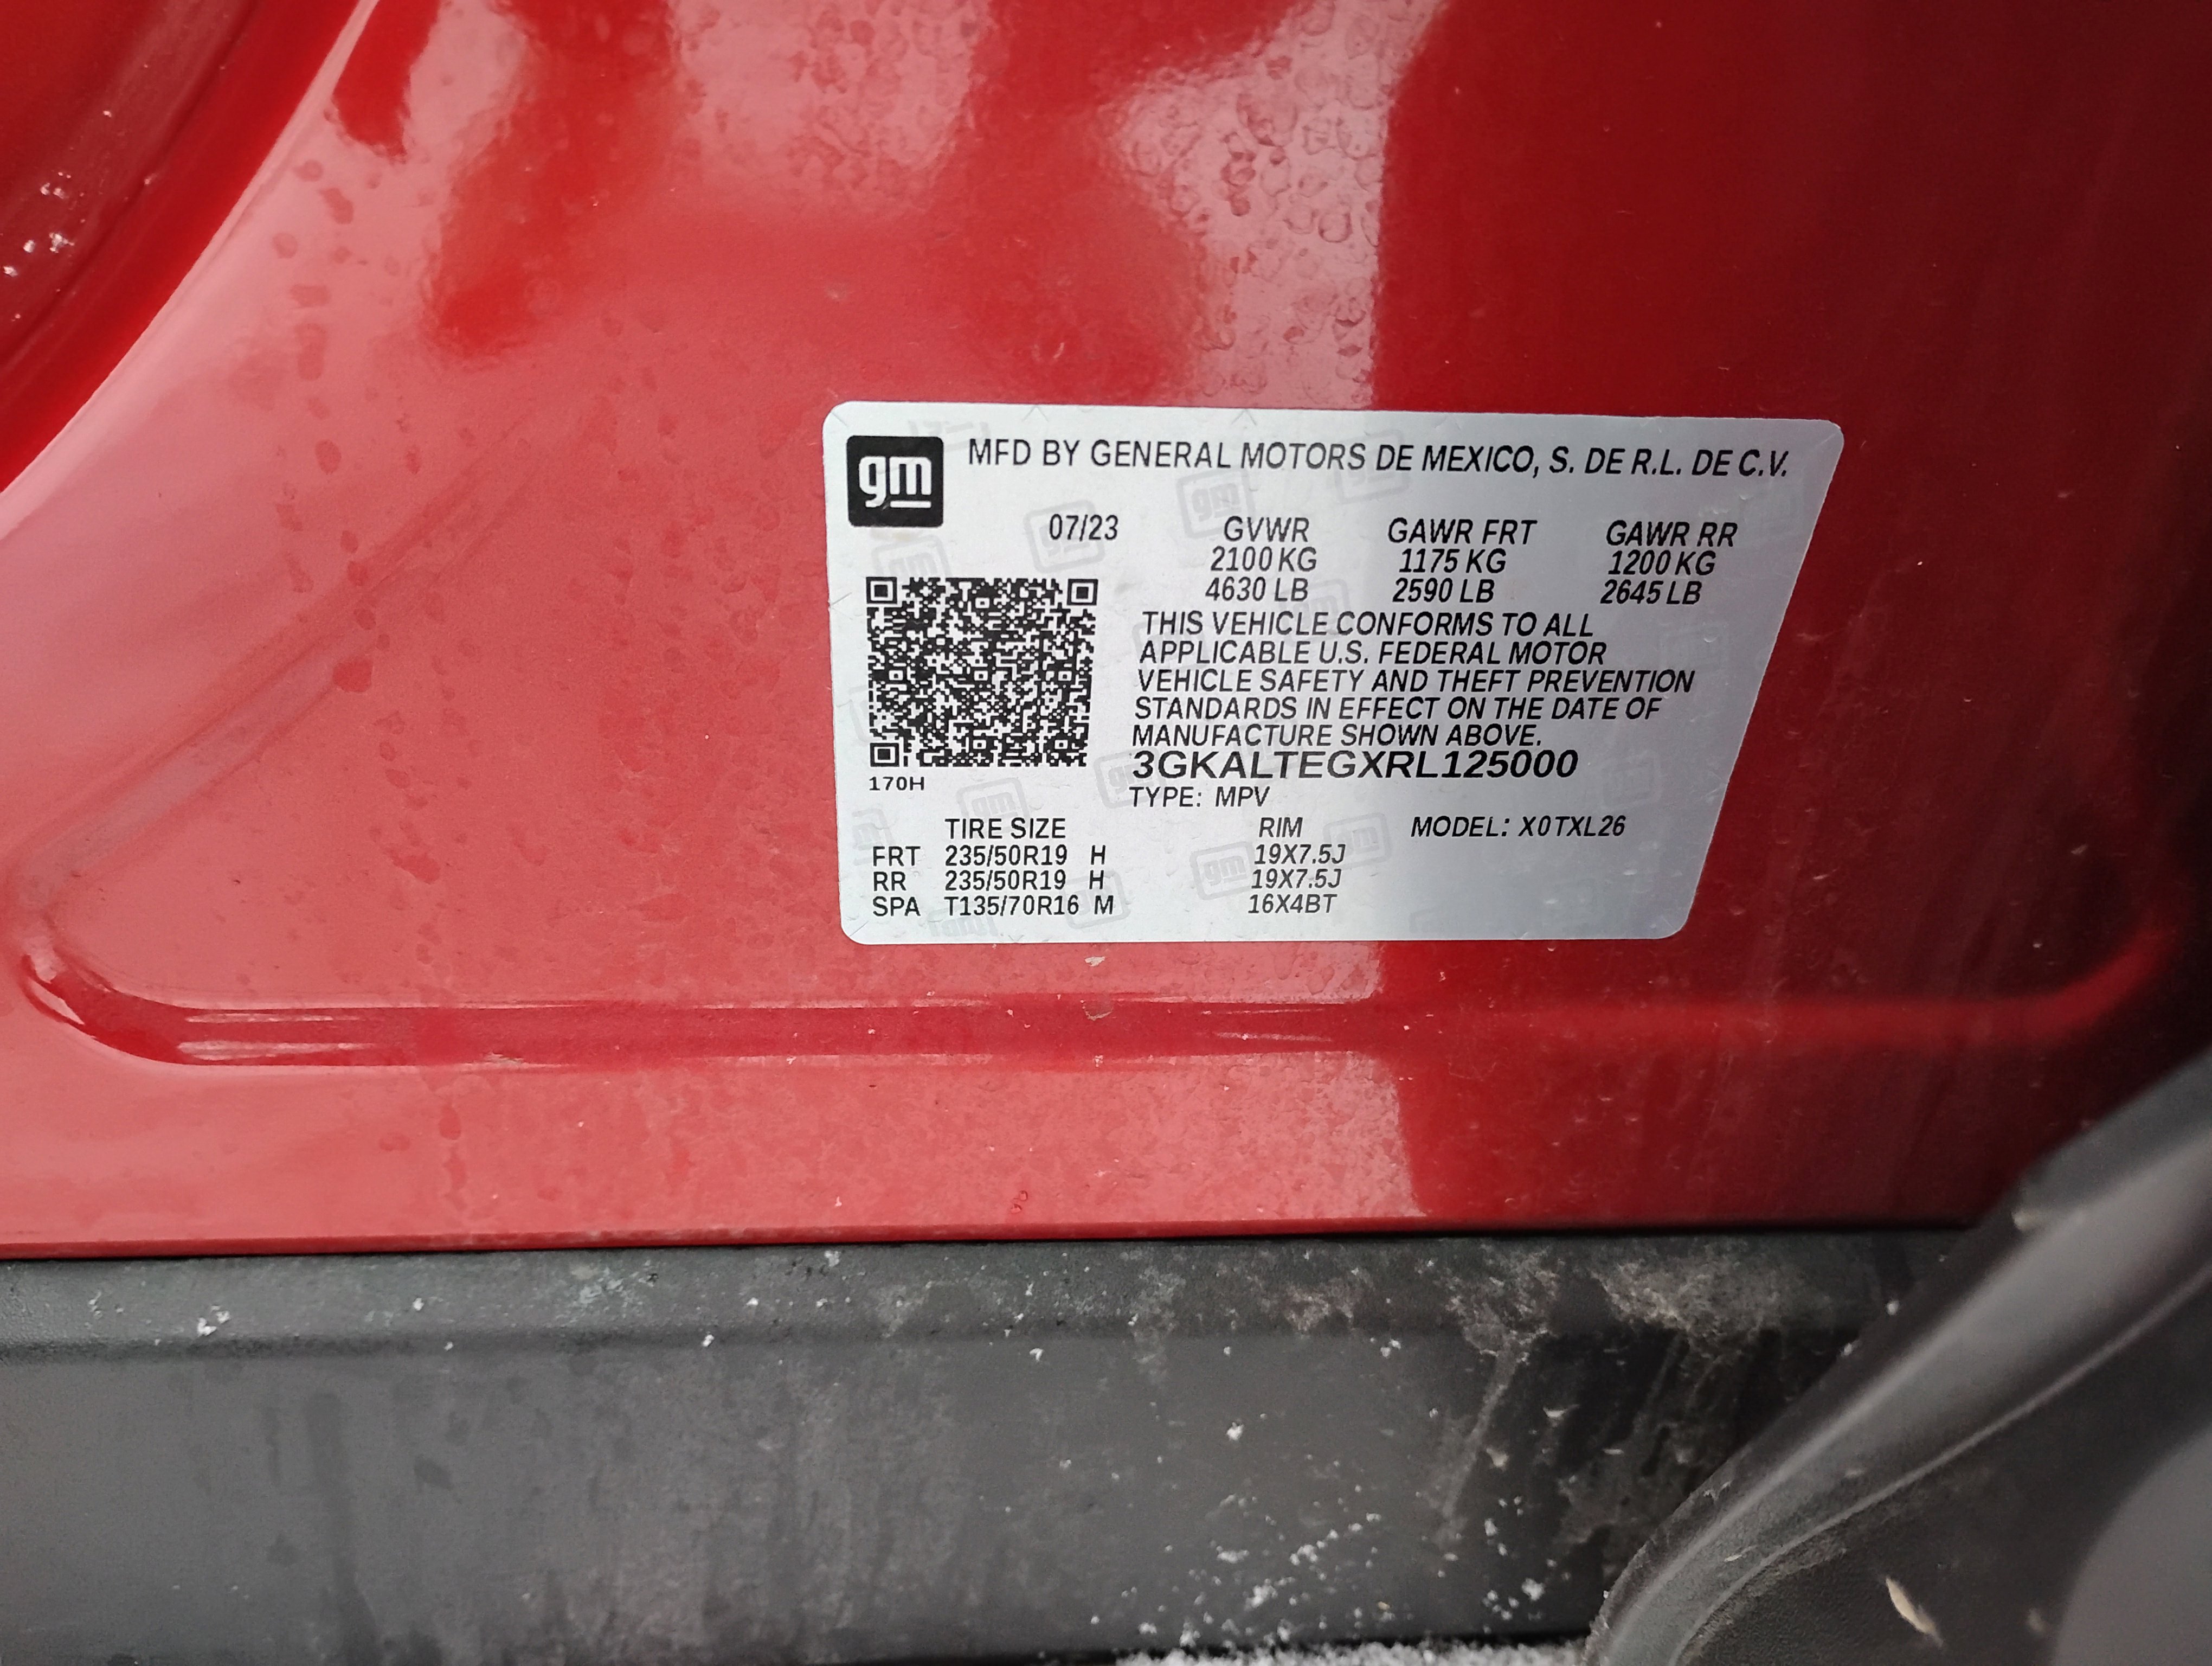 gm MFD BY GENERAL MOTORS DE MEXICO, S. DE R.L. DE C.V.
07/23 GVWR GAWR FRT GAWR RR
2100 KG 1175 KG 1200 KG
4630 LB 2590 LB 2645 LB
THIS VEHICLE CONFORMS TO ALL
APPLICABLE U.S. FEDERAL MOTOR
VEHICLE SAFETY AND THEFT PREVENTION
STANDARDS IN EFFECT ON THE DATE OF
MANUFACTURE SHOWN ABOVE.
3GKALTEGXRL125000
170H
TYPE: MPV
TIRE SIZE RIM MODEL: X0TXL26
FRT 235/50R19 H 19X7.5J
RR 235/50R19 H 19X7.5J
SPA T135/70R16 M 16X4BT